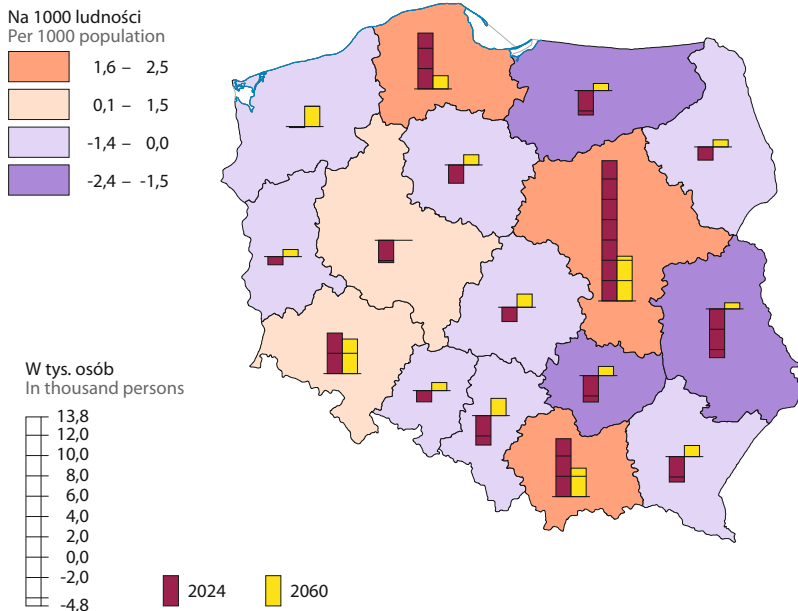 Na 1000 ludności
Per 1000 population
1,6 – 2,5
0,1 – 1,5
-1,4 – 0,0
-2,4 – -1,5
W tys. osób
In thousand persons
13,8
12,0
0,0
8,0
6,0
4,0
2,0
0,0
-2,0
-4,8
2024
2060